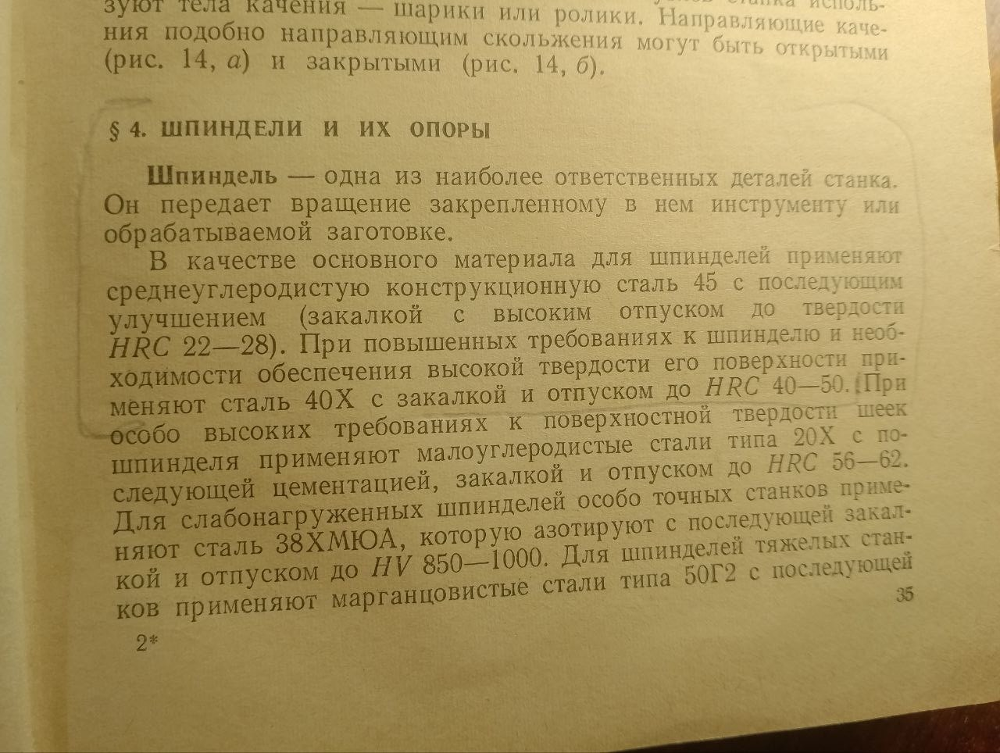 зуют тела качения — шарики или ролики. Направляющие каче-
ния подобно направляющим скольжения могут быть открытыми
(рис. 14, а) и закрытыми (рис. 14, б).
§ 4. ШПИНДЕЛИ И ИХ ОПОРЫ
Шпиндель — одна из наиболее ответственных деталей станка.
Он передает вращение закрепленному в нем инструменту или
обрабатываемой заготовке.
В качестве основного материала для шпинделей применяют
среднеуглеродистую конструкционную сталь 45 с последующим
улучшением (закалкой с высоким отпуском до твердости
HRC 22—28). При повышенных требованиях к шпинделю и необ-
ходимости обеспечения высокой твердости его поверхности при-
меняют сталь 40Х с закалкой и отпуском до HRC 40—50. При
особо высоких требованиях к поверхностной твердости шеек
шпинделя применяют малоуглеродистые стали типа 20Х с по-
следующей цементацией, закалкой и отпуском до HRC 56—62.
Для слабонагруженных шпинделей особо точных станков приме-
няют сталь 38ХМЮА, которую азотируют с последующей закал-
кой и отпуском до HV 850—1000. Для шпинделей тяжелых стан-
ков применяют марганцовистые стали типа 50Г2 с последующей
35
2*